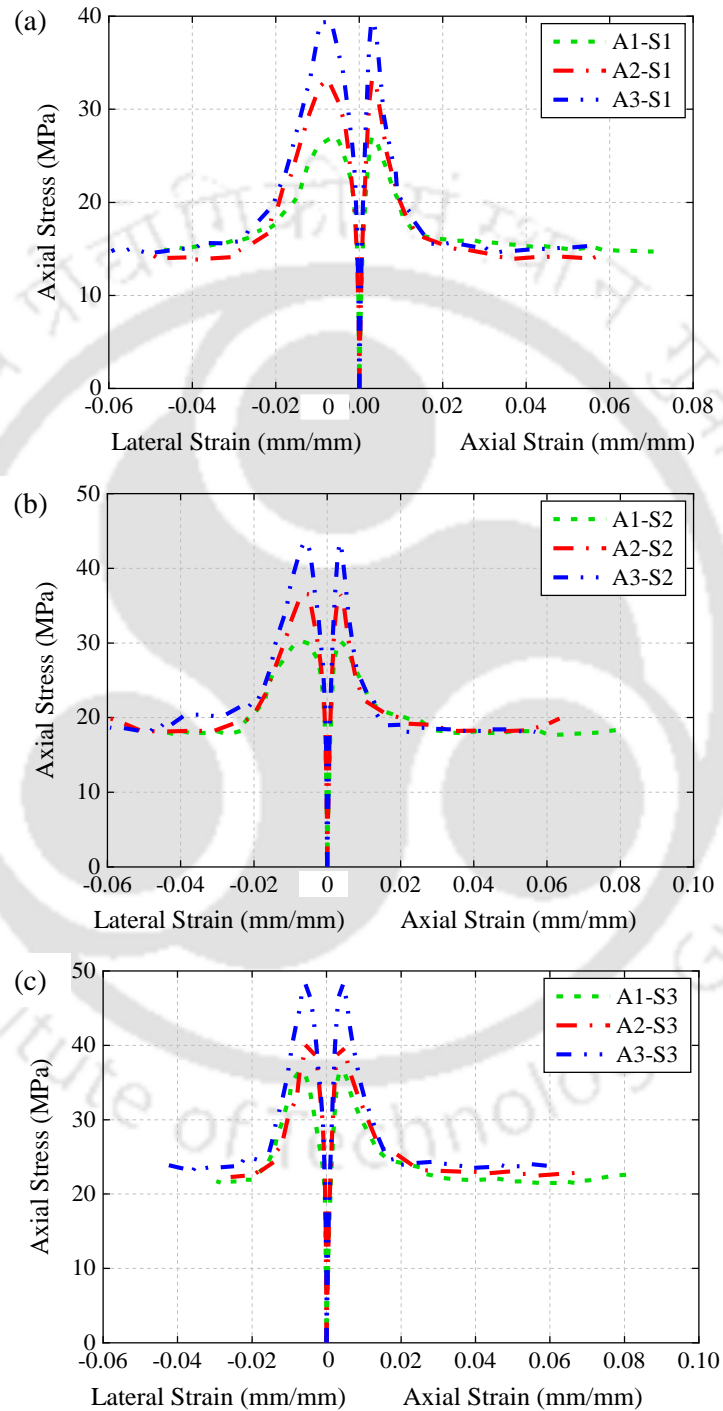 (a)
40
30
20
10
0
Axial Stress (MPa)
A1-S1
A2-S1
A3-S1
-0.06 -0.04 -0.02 0 0.00 0.02 0.04 0.06 0.08
Lateral Strain (mm/mm) Axial Strain (mm/mm)
(b)
50
40
30
20
10
0
Axial Stress (MPa)
A1-S2
A2-S2
A3-S2
-0.06 -0.04 -0.02 0 0.02 0.04 0.06 0.08 0.10
Lateral Strain (mm/mm) Axial Strain (mm/mm)
(c)
50
40
30
20
10
0
Axial Stress (MPa)
A1-S3
A2-S3
A3-S3
-0.06 -0.04 -0.02 0 0.02 0.04 0.06 0.08 0.10
Lateral Strain (mm/mm) Axial Strain (mm/mm)
of Technolog